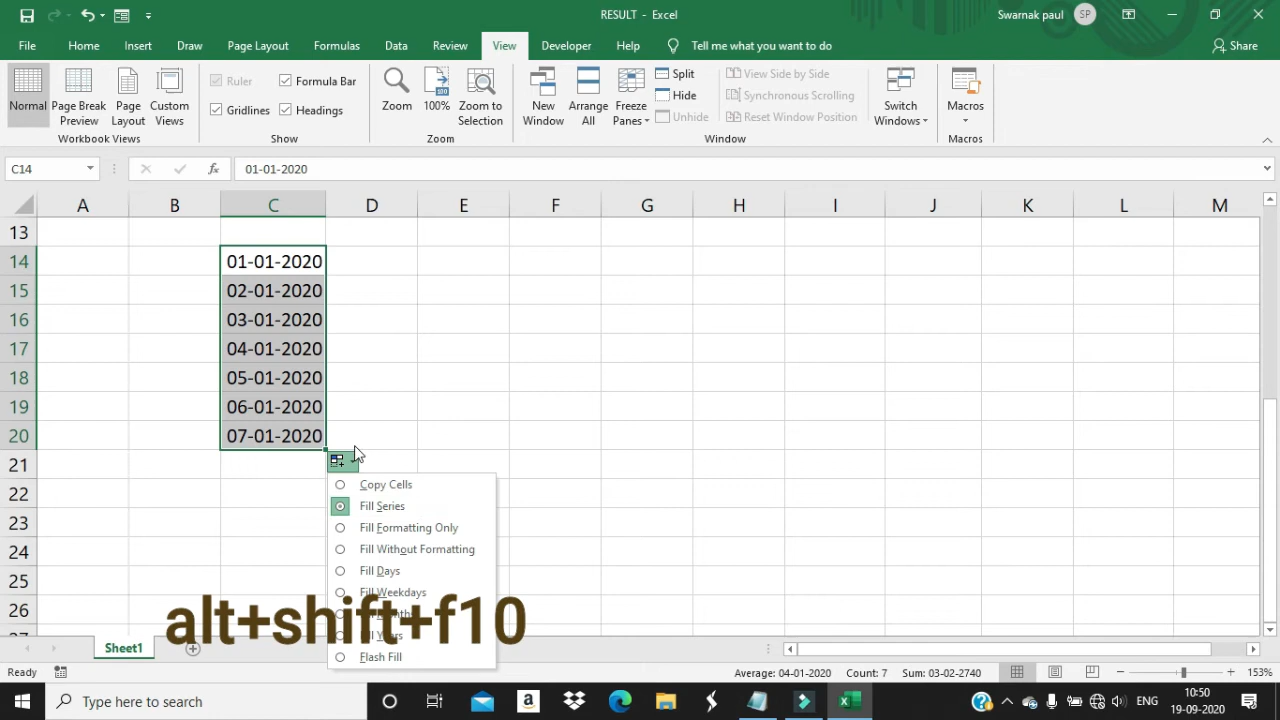 RESULT - Excel
Swarnak paul SP
File Home Insert Draw Page Layout Formulas Data Review View Developer Help Tell me what you want to do Share
Normal Page Break Preview Page Layout Custom Views
Workbook Views
Ruler Formula Bar
Gridlines Headings
Show
Zoom 100% Zoom to Selection
Zoom
New Window Arrange All Freeze Panes
Split
Hide
Unhide
View Side by Side
Synchronous Scrolling
Reset Window Position
Window
Switch Windows
Macros
Macros
C14 fx 01-01-2020
A B C D E F G H I J K L M
13
14 01-01-2020
15 02-01-2020
16 03-01-2020
17 04-01-2020
18 05-01-2020
19 06-01-2020
20 07-01-2020
21
22
23
24
25
26
Copy Cells
Fill Series
Fill Formatting Only
Fill Without Formatting
Fill Days
Fill Weekdays
Flash Fill
alt+shift+f10
Sheet1
Ready Average: 04-01-2020 Count: 7 Sum: 03-02-2740 153%
Type here to search
a
ENG
10:50
19-09-2020